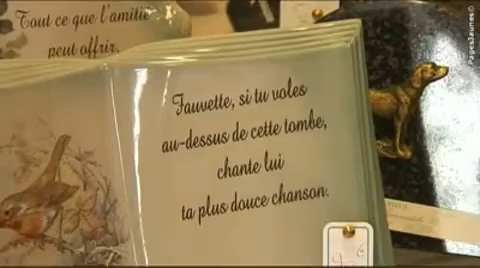 Tout ce que l'amitié
peut offrir.
Fauvette, si tu voles
au-dessus de cette tombe,
chante lui
ta plus douce chanson.
PagesJaunes©